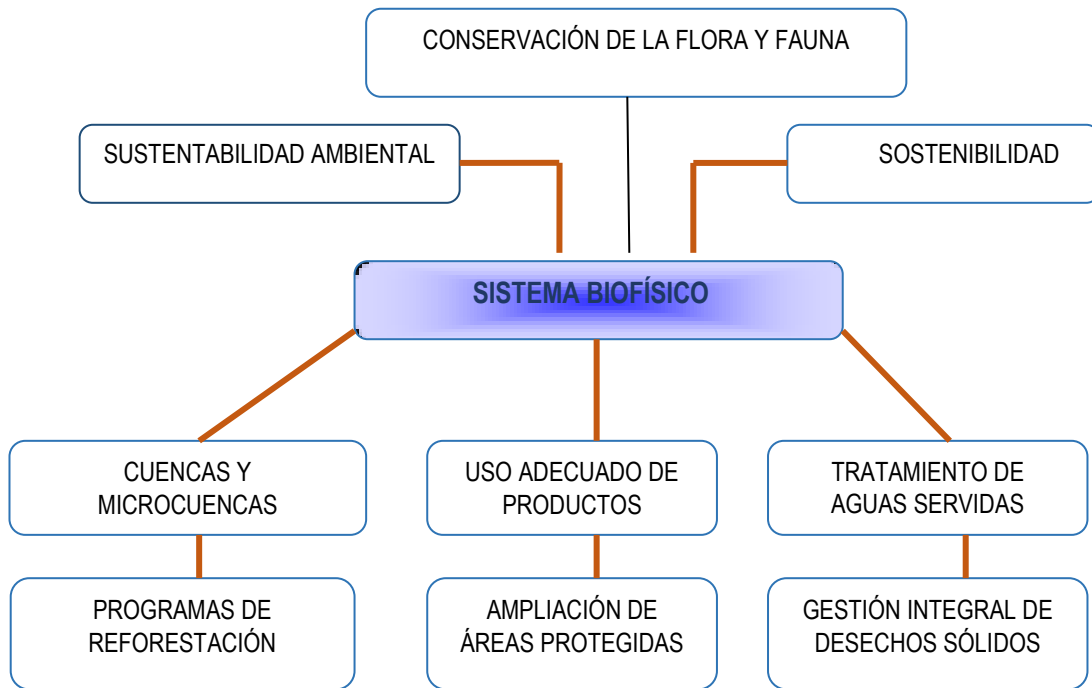 CONSERVACIÓN DE LA FLORA Y FAUNA
SUSTENTABILIDAD AMBIENTAL
SOSTENIBILIDAD
SISTEMA BIOFÍSICO
CUENCAS Y
MICROCUENCAS
USO ADECUADO DE
PRODUCTOS
TRATAMIENTO DE
AGUAS SERVIDAS
PROGRAMAS DE
REFORESTACIÓN
AMPLIACIÓN DE
ÁREAS PROTEGIDAS
GESTIÓN INTEGRAL DE
DESECHOS SÓLIDOS